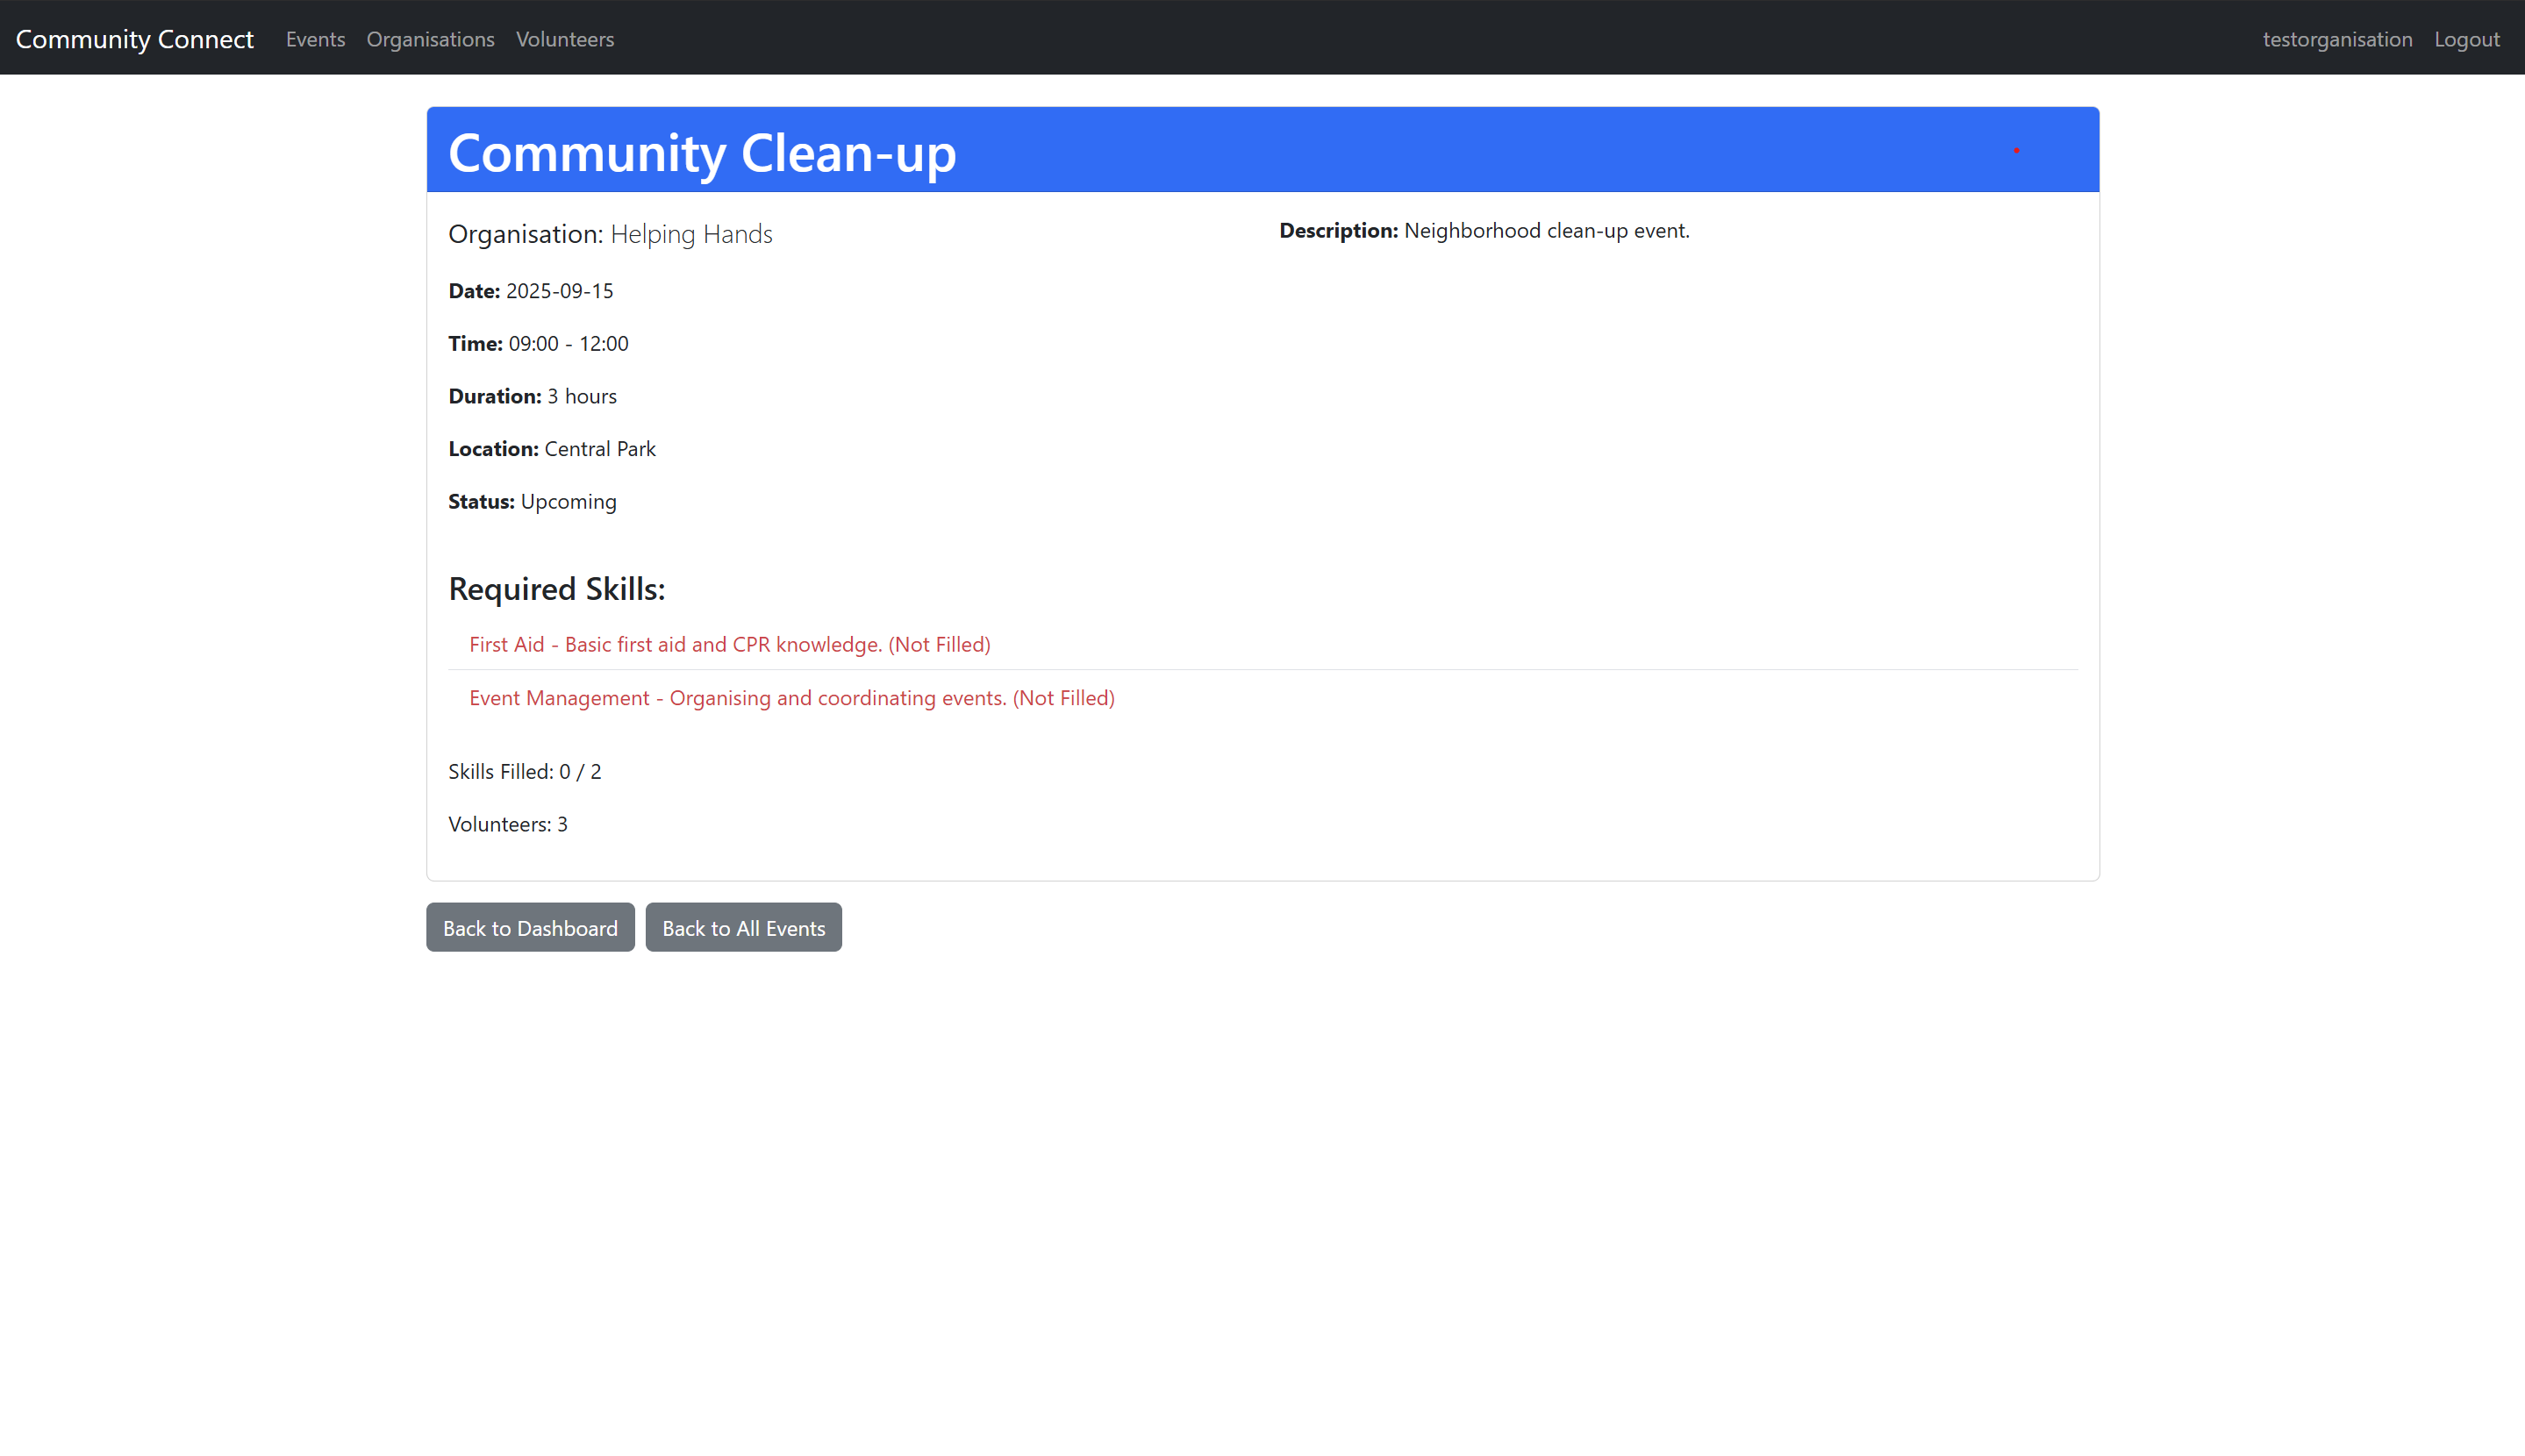 Community Connect Events Organisations Volunteers testorganisation Logout
Community Clean-up
Organisation: Helping Hands
Description: Neighborhood clean-up event.
Date: 2025-09-15
Time: 09:00 - 12:00
Duration: 3 hours
Location: Central Park
Status: Upcoming
Required Skills:
First Aid - Basic first aid and CPR knowledge. (Not Filled)
Event Management - Organising and coordinating events. (Not Filled)
Skills Filled: 0 / 2
Volunteers: 3
Back to Dashboard Back to All Events